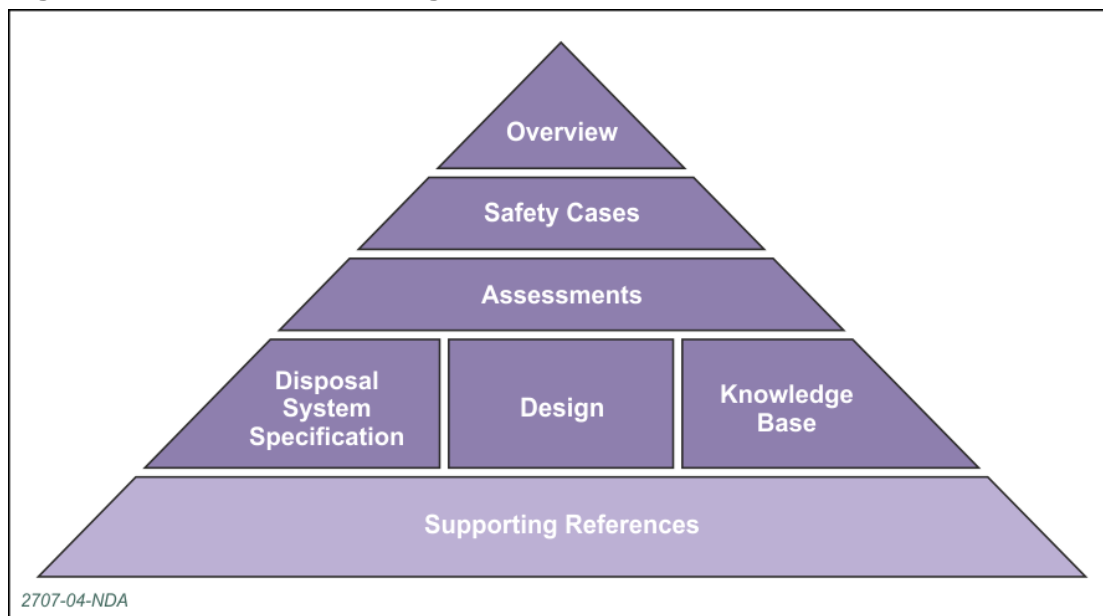 Overview
Safety Cases
Assessments
Disposal
System
Specification
Design
Knowledge
Base
Supporting References
2707-04-NDA